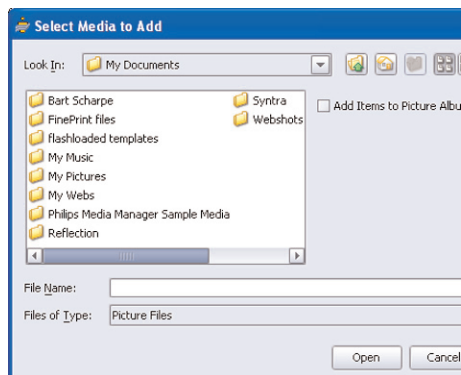 Select Media to Add
Look In: My Documents
Bart Scharpe
FinePrint files
flashloaded templates
My Music
My Pictures
My Webs
Philips Media Manager Sample Media
Reflection
Syntra
Webshots
Add Items to Picture Albu
File Name:
Files of Type: Picture Files
Open Cancel